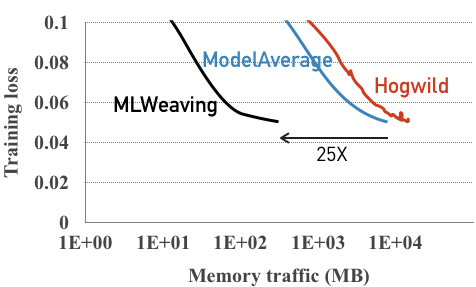 0.1
ModelAverage
0.08
Hogwild
MLWeaving
0.06
0.04
25X
0.02
0
1E+00 1E+01 1E+02 1E+03 1E+04
Training loss
Memory traffic (MB)